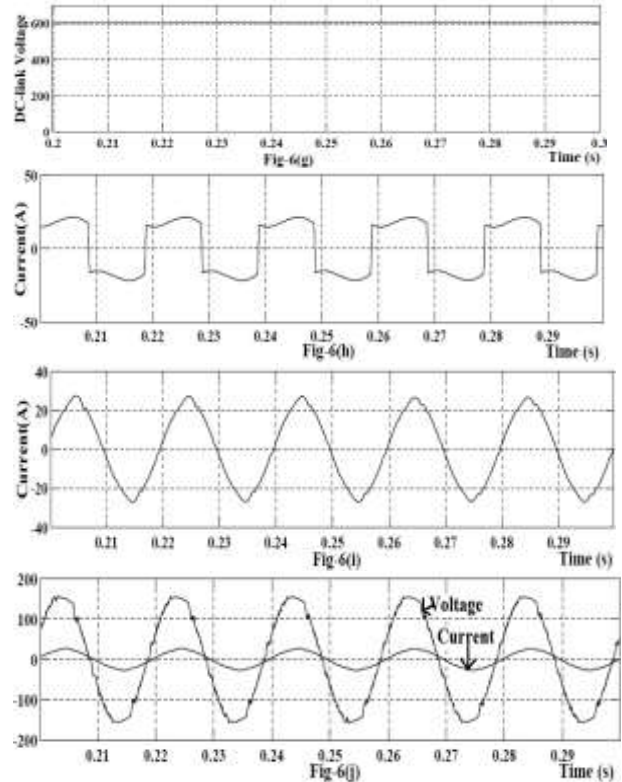 DC-link Voltage
600
400
200
0
0.2 0.21 0.22 0.23 0.24 0.25 0.26 0.27 0.28 0.29 0.3
Fig-6(g) Time (s)
Current(A)
50
0
-50
0.21 0.22 0.23 0.24 0.25 0.26 0.27 0.28 0.29
Fig-6(h) Time (s)
Current(A)
40
20
0
-20
-40
0.21 0.22 0.23 0.24 0.25 0.26 0.27 0.28 0.29
Fig-6(i) Time (s)
200
100
0
-100
-200
Voltage
Current
0.21 0.22 0.23 0.24 0.25 0.26 0.27 0.28 0.29
Fig-6(j) Time (s)